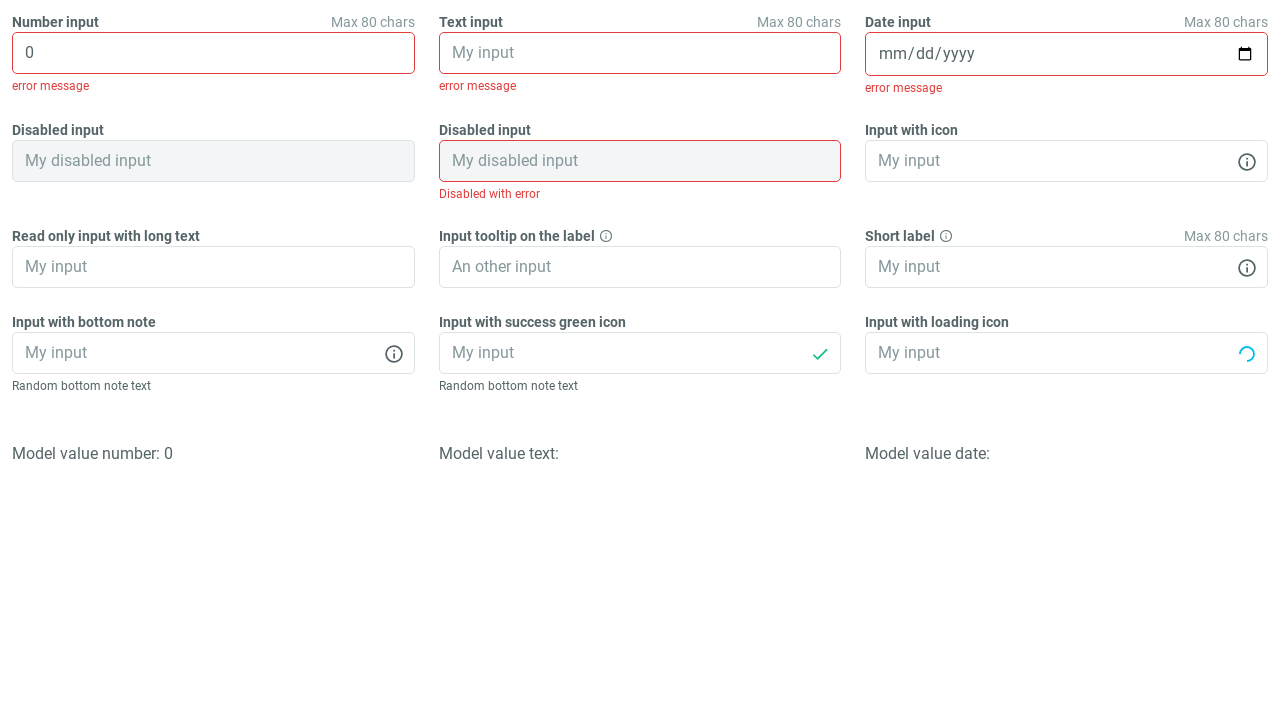 Number input Max 80 chars
0
error message
Text input Max 80 chars
My input
error message
Date input Max 80 chars
mm/dd/yyyy
error message
Disabled input
My disabled input
Disabled input
My disabled input
Disabled with error
Input with icon
My input
Read only input with long text
My input
Input tooltip on the label
An other input
Short label Max 80 chars
My input
Input with bottom note
My input
Random bottom note text
Input with success green icon
My input
Random bottom note text
Input with loading icon
My input
Model value number: 0
Model value text:
Model value date: